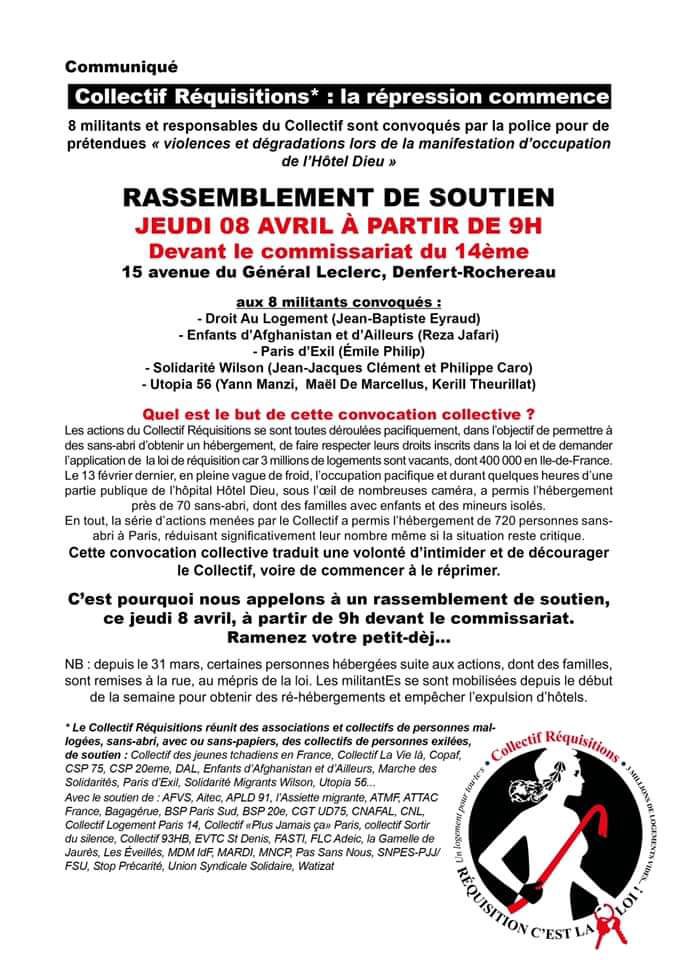 Communiqué
Collectif Réquisitions* : la répression commence
8 militants et responsables du Collectif sont convoqués par la police pour de
prétendues « violences et dégradations lors de la manifestation d'occupation
de l'Hôtel Dieu »
RASSEMBLEMENT DE SOUTIEN
JEUDI 08 AVRIL À PARTIR DE 9H
Devant le commissariat du 14ème
15 avenue du Général Leclerc, Denfert-Rochereau
aux 8 militants convoqués :
- Droit Au Logement (Jean-Baptiste Eyraud)
- Enfants d'Afghanistan et d'Ailleurs (Reza Jafari)
- Paris d'Exil (Émile Philip)
- Solidarité Wilson (Jean-Jacques Clément et Philippe Caro)
- Utopia 56 (Yann Manzi, Maël De Marcellus, Kerill Theurillat)
Quel est le but de cette convocation collective ?
Les actions du Collectif Réquisitions se sont toutes déroulées pacifiquement, dans l'objectif de permettre à
des sans-abri d'obtenir un hébergement, de faire respecter leurs droits inscrits dans la loi et de demander
l'application de la loi de réquisition car 3 millions de logements sont vacants, dont 400 000 en Ile-de-France.
Le 13 février dernier, en pleine vague de froid, l'occupation pacifique et durant quelques heures d'une
partie publique de l'hôpital Hôtel Dieu, sous l'œil de nombreuses caméra, a permis l'hébergement
près de 70 sans-abri, dont des familles avec enfants et des mineurs isolés.
En tout, la série d'actions menées par le Collectif a permis l'hébergement de 720 personnes sans-
abri à Paris, réduisant significativement leur nombre même si la situation reste critique.
Cette convocation collective traduit une volonté d'intimider et de décourager
le Collectif, voire de commencer à le réprimer.
C'est pourquoi nous appelons à un rassemblement de soutien,
ce jeudi 8 avril, à partir de 9h devant le commissariat.
Ramenez votre petit-dèj...
NB : depuis le 31 mars, certaines personnes hébergées suite aux actions, dont des familles,
sont remises à la rue, au mépris de la loi. Les militantEs se sont mobilisées depuis le début
de la semaine pour obtenir des ré-hébergements et empêcher l'expulsion d'hôtels.
* Le Collectif Réquisitions réunit des associations et collectifs de personnes mal-
logées, sans-abri, avec ou sans-papiers, des collectifs de personnes exilées,
de soutien : Collectif des jeunes tchadiens en France, Collectif La Vie là, Copaf,
CSP 75, CSP 20eme, DAL, Enfants d'Afghanistan et d'Ailleurs, Marche des
Solidarités, Paris d'Exil, Solidarité Migrants Wilson, Utopia 56...
Avec le soutien de : AFVS, Aitec, APLD 91, l'Assiette migrante, ATMF, ATTAC
France, Bagagérue, BSP Paris Sud, BSP 20e, CGT UD75, CNAFAL, CNL,
Collectif Logement Paris 14, Collectif «Plus Jamais ça» Paris, collectif Sortir
du silence, Collectif 93HB, EVTC St Denis, FASTI, FLC Adeic, la Gamelle de
Jaurès, Les Éveillés, MDM IdF, MARDI, MNCP, Pas Sans Nous, SNPES-PJJ/
FSU, Stop Précarité, Union Syndicale Solidaire, Watizat
• Collectif Réquisitions •
Un logement pour toute's
3 MILLIONS DE LOGEMENTS VIDES...
RÉQUISITION C'EST LA LOI !